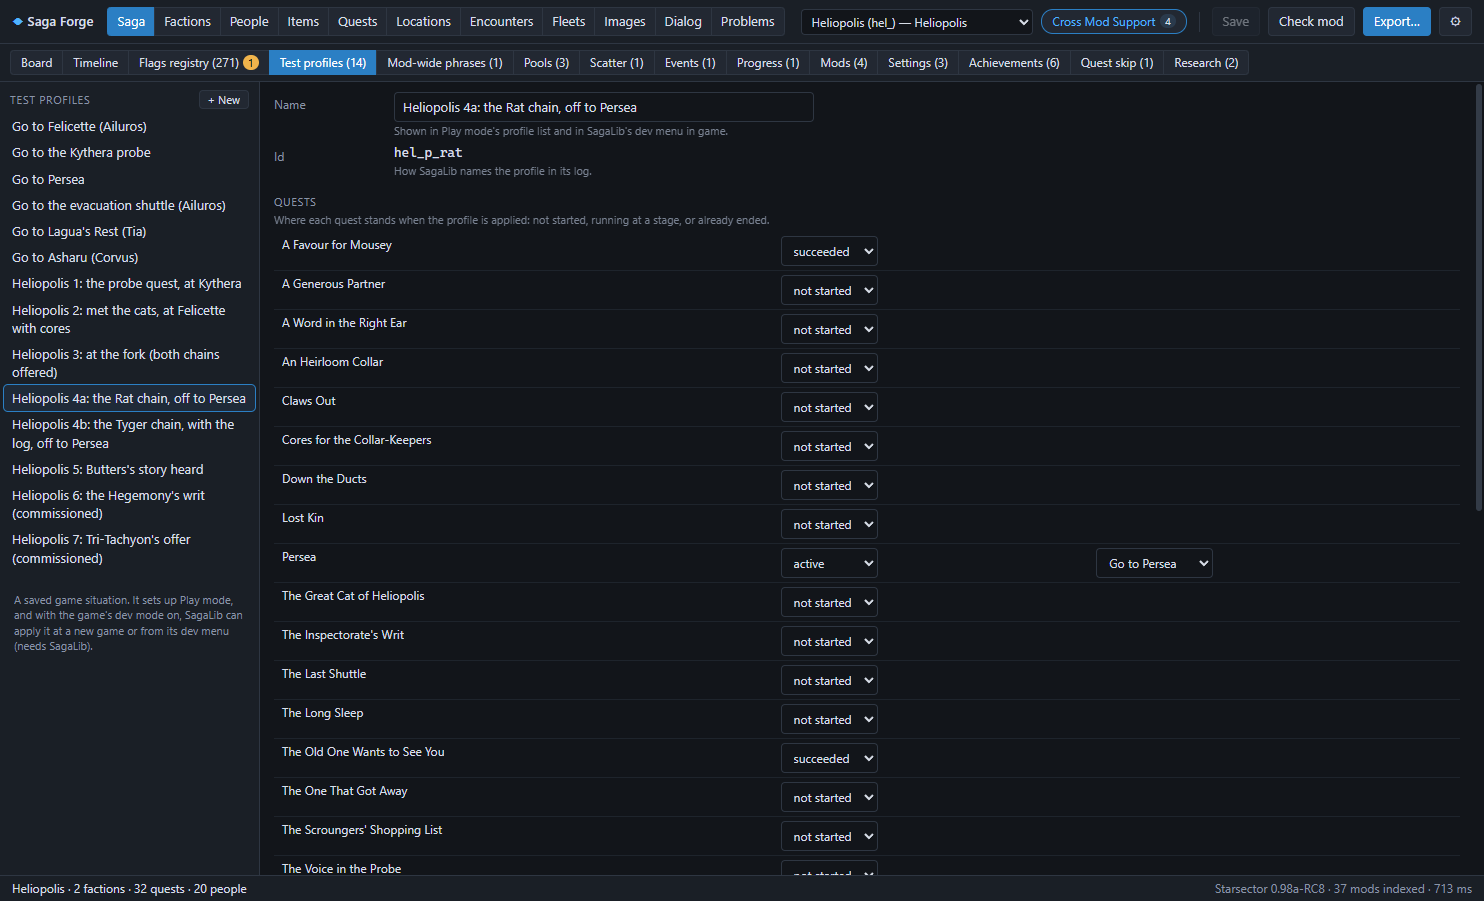 Saga Forge Saga Factions People Items Quests Locations Encounters Fleets Images Dialog Problems Heliopolis (hel_) — Heliopolis Cross Mod Support 4 Save Check mod Export...
Board Timeline Flags registry (271) 1 Test profiles (14) Mod-wide phrases (1) Pools (3) Scatter (1) Events (1) Progress (1) Mods (4) Settings (3) Achievements (6) Quest skip (1) Research (2)
TEST PROFILES + New
Go to Felicette (Ailuros)
Go to the Kythera probe
Go to Persea
Go to the evacuation shuttle (Ailuros)
Go to Lagua's Rest (Tia)
Go to Asharu (Corvus)
Heliopolis 1: the probe quest, at Kythera
Heliopolis 2: met the cats, at Felicette
with cores
Heliopolis 3: at the fork (both chains
offered)
Heliopolis 4a: the Rat chain, off to Persea
Heliopolis 4b: the Tyger chain, with the
log, off to Persea
Heliopolis 5: Butters's story heard
Heliopolis 6: the Hegemony's writ
(commissioned)
Heliopolis 7: Tri-Tachyon's offer
(commissioned)
A saved game situation. It sets up Play mode,
and with the game's dev mode on, SagaLib can
apply it at a new game or from its dev menu
(needs SagaLib).
Name Heliopolis 4a: the Rat chain, off to Persea
Shown in Play mode's profile list and in SagaLib's dev menu in game.
Id hel_p_rat
How SagaLib names the profile in its log.
QUESTS
Where each quest stands when the profile is applied: not started, running at a stage, or already ended.
A Favour for Mousey succeeded
A Generous Partner not started
A Word in the Right Ear not started
An Heirloom Collar not started
Claws Out not started
Cores for the Collar-Keepers not started
Down the Ducts not started
Lost Kin not started
Persea active Go to Persea
The Great Cat of Heliopolis not started
The Inspectorate's Writ not started
The Last Shuttle not started
The Long Sleep not started
The Old One Wants to See You succeeded
The One That Got Away not started
The Scroungers' Shopping List not started
The Voice in the Probe not started
Heliopolis · 2 factions · 32 quests · 20 people Starsector 0.98a-RC8 · 37 mods indexed · 713 ms